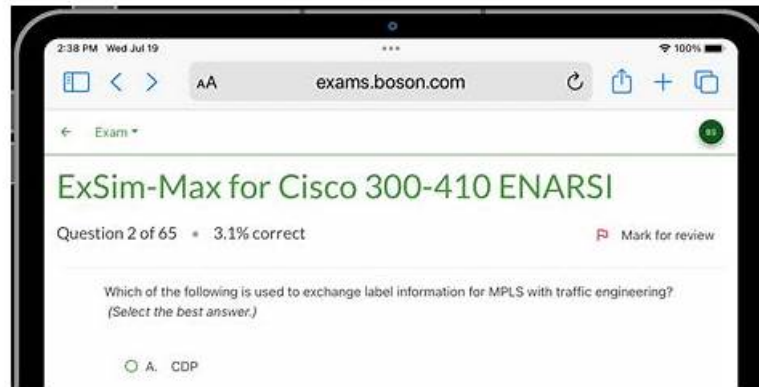 2:38 PM Wed Jul 19
100%
AA
exams.boson.com
Exam
BS
ExSim-Max for Cisco 300-410 ENARSI
Question 2 of 65 • 3.1% correct
Mark for review
Which of the following is used to exchange label information for MPLS with traffic engineering?
(Select the best answer.)
A. CDP